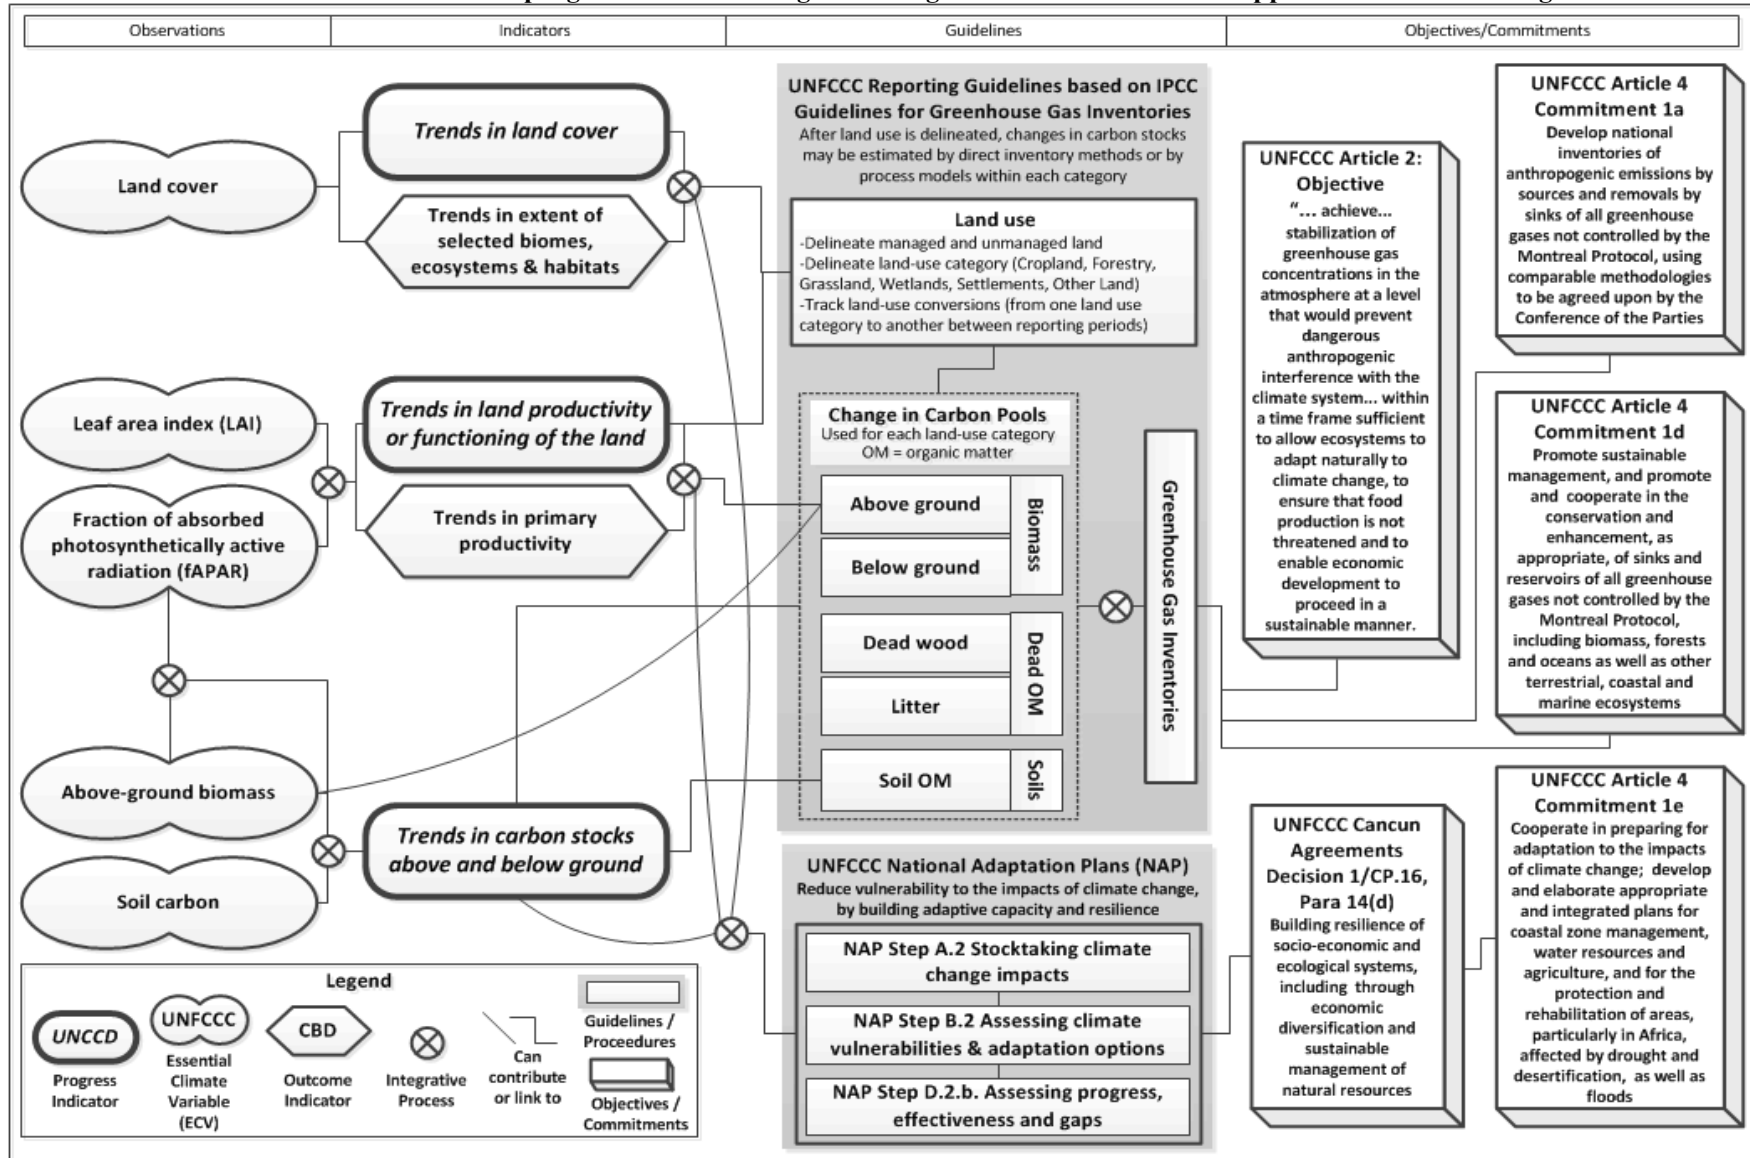 Observations
Indicators
Guidelines
Objectives/Commitments
Land cover
Leaf area index (LAI)
Fraction of absorbed
photosynthetically active
radiation (fAPAR)
Above-ground biomass
Soil carbon
Trends in land cover
Trends in extent of
selected biomes,
ecosystems & habitats
Trends in land productivity
or functioning of the land
Trends in primary
productivity
Trends in carbon stocks
above and below ground
UNFCCC Reporting Guidelines based on IPCC
Guidelines for Greenhouse Gas Inventories
After land use is delineated, changes in carbon stocks
may be estimated by direct inventory methods or by
process models within each category
Land use
-Delineate managed and unmanaged land
-Delineate land-use category (Cropland, Forestry,
Grassland, Wetlands, Settlements, Other Land)
-Track land-use conversions (from one land use
category to another between reporting periods)
Change in Carbon Pools
Used for each land-use category
OM = organic matter
Above ground
Below ground
Biomass
Dead wood
Litter
Dead OM
Soil OM
Soils
Greenhouse Gas Inventories
UNFCCC National Adaptation Plans (NAP)
Reduce vulnerability to the impacts of climate change,
by building adaptive capacity and resilience
NAP Step A.2 Stocktaking climate
change impacts
NAP Step B.2 Assessing climate
vulnerabilities & adaptation options
NAP Step D.2.b. Assessing progress,
effectiveness and gaps
UNFCCC Article 2:
Objective
“... achieve...
stabilization of
greenhouse gas
concentrations in the
atmosphere at a level
that would prevent
dangerous
anthropogenic
interference with the
climate system... within
a time frame sufficient
to allow ecosystems to
adapt naturally to
climate change, to
ensure that food
production is not
threatened and to
enable economic
development to
proceed in a
sustainable manner.
UNFCCC Article 4
Commitment 1a
Develop national
inventories of
anthropogenic emissions by
sources and removals by
sinks of all greenhouse
gases not controlled by the
Montreal Protocol, using
comparable methodologies
to be agreed upon by the
Conference of the Parties
UNFCCC Article 4
Commitment 1d
Promote sustainable
management, and promote
and cooperate in the
conservation and
enhancement, as
appropriate, of sinks and
reservoirs of all greenhouse
gases not controlled by the
Montreal Protocol,
including biomass, forests
and oceans as well as other
terrestrial, coastal and
marine ecosystems
UNFCCC Cancun
Agreements
Decision 1/CP.16,
Para 14(d)
Building resilience of
socio-economic and
ecological systems,
including through
economic
diversification and
sustainable
management of
natural resources
UNFCCC Article 4
Commitment 1e
Cooperate in preparing for
adaptation to the impacts
of climate change; develop
and elaborate appropriate
and integrated plans for
coastal zone management,
water resources and
agriculture, and for the
protection and
rehabilitation of areas,
particularly in Africa,
affected by drought and
desertification, as well as
floods
Legend
UNCCD
Progress
Indicator
UNFCCC
Essential
Climate
Variable
(ECV)
CBD
Outcome
Indicator
Integrative
Process
Can
contribute
or link to
Guidelines /
Proceedures
Objectives /
Commitments